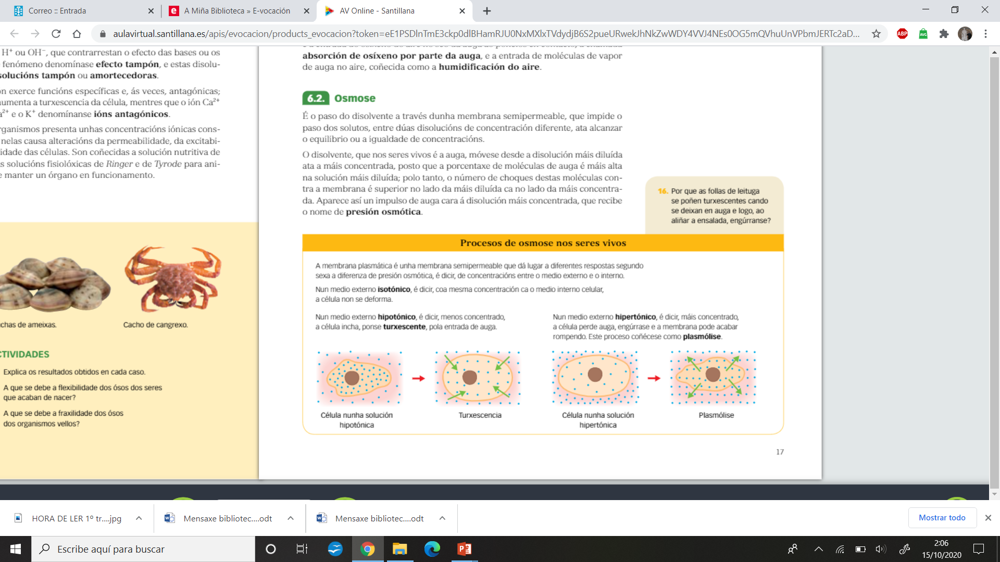 Correo :: Entrada
A Miña Biblioteca » E-vocación
AV Online - Santillana
aulavirtual.santillana.es/apis/evocacion/products_evocacion?
H⁺ ou OH⁻, que contrarrestan o efecto das bases ou os
fenómeno denomínase efecto tampón, e estas disolu-
solucións tampón ou amortecedoras.
n exerce funcións específicas e, ás veces, antagónicas;
umenta a turxescencia da célula, mentres que o ión Ca²⁺
a²⁺ e o K⁺ denomínanse ións antagónicos.
rganismos presenta unhas concentracións iónicas cons-
nelas causa alteracións da permeabilidade, da excitabi-
idade das células. Son coñecidas a solución nutritiva de
s solucións fisiolóxicas de Ringer e de Tyrode para ani-
e manter un órgano en funcionamento.
chas de ameixas.
Cacho de cangrexo.
CTIVIDADES
Explica os resultados obtidos en cada caso.
A que se debe a flexibilidade dos ósos dos seres
que acaban de nacer?
A que se debe a fraxilidade dos ósos
dos organismos vellos?
absorción de osíxeno por parte da auga, e a entrada de moléculas de vapor
de auga no aire, coñecida como a humidificación do aire.
6.2. Osmose
É o paso do disolvente a través dunha membrana semipermeable, que impide o
paso dos solutos, entre dúas disolucións de concentración diferente, ata alcanzar
o equilibrio ou a igualdade de concentracións.
O disolvente, que nos seres vivos é a auga, móvese desde a disolución máis diluída
ata a máis concentrada, posto que a porcentaxe de moléculas de auga é máis alta
na solución máis diluída; polo tanto, o número de choques destas moléculas con-
tra a membrana é superior no lado da máis diluída ca no lado da máis concentra-
da. Aparece así un impulso de auga cara á disolución máis concentrada, que recibe
o nome de presión osmótica.
16. Por que as follas de leituga
se poñen turxescentes cando
se deixan en auga e logo, ao
aliñar a ensalada, engúrranse?
Procesos de osmose nos seres vivos
A membrana plasmática é unha membrana semipermeable que dá lugar a diferentes respostas segundo
sexa a diferenza de presión osmótica, é dicir, de concentracións entre o medio externo e o interno.
Nun medio externo isotónico, é dicir, coa mesma concentración ca o medio interno celular,
a célula non se deforma.
Nun medio externo hipotónico, é dicir, menos concentrado,
a célula incha, ponse turxescente, pola entrada de auga.
Nun medio externo hipertónico, é dicir, máis concentrado,
a célula perde auga, engúrrase e a membrana pode acabar
rompendo. Este proceso coñécese como plasmólise.
Célula nunha solución
hipotónica
Turxescencia
Célula nunha solución
hipertónica
Plasmólise
17
HORA DE LER 1º tr....jpg
Mensaxe bibliotec....odt
Mensaxe bibliotec....odt
Mostrar todo
Escribe aquí para buscar
2:06
15/10/2020
ABP
AVG